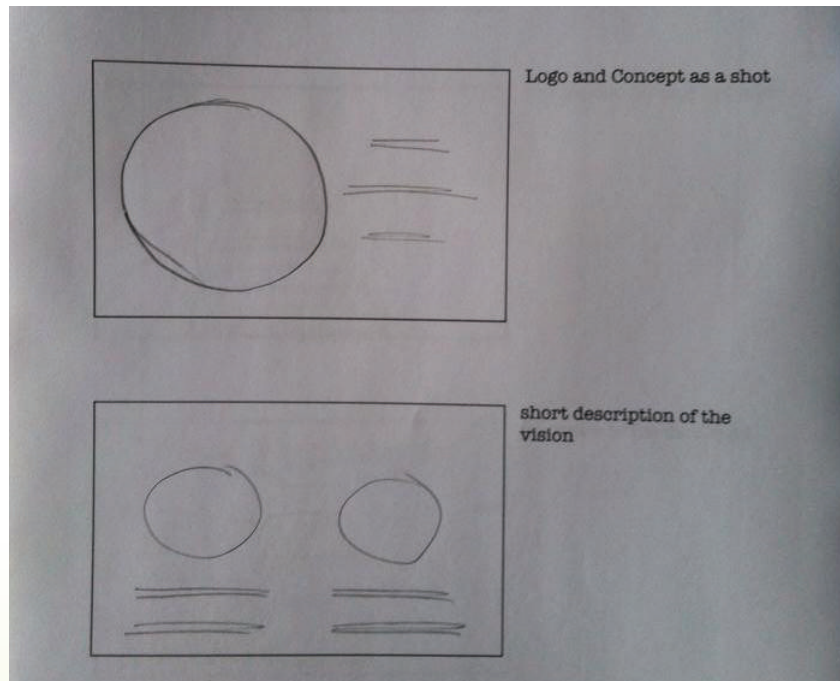 Logo and Concept as a shot
short description of the
vision